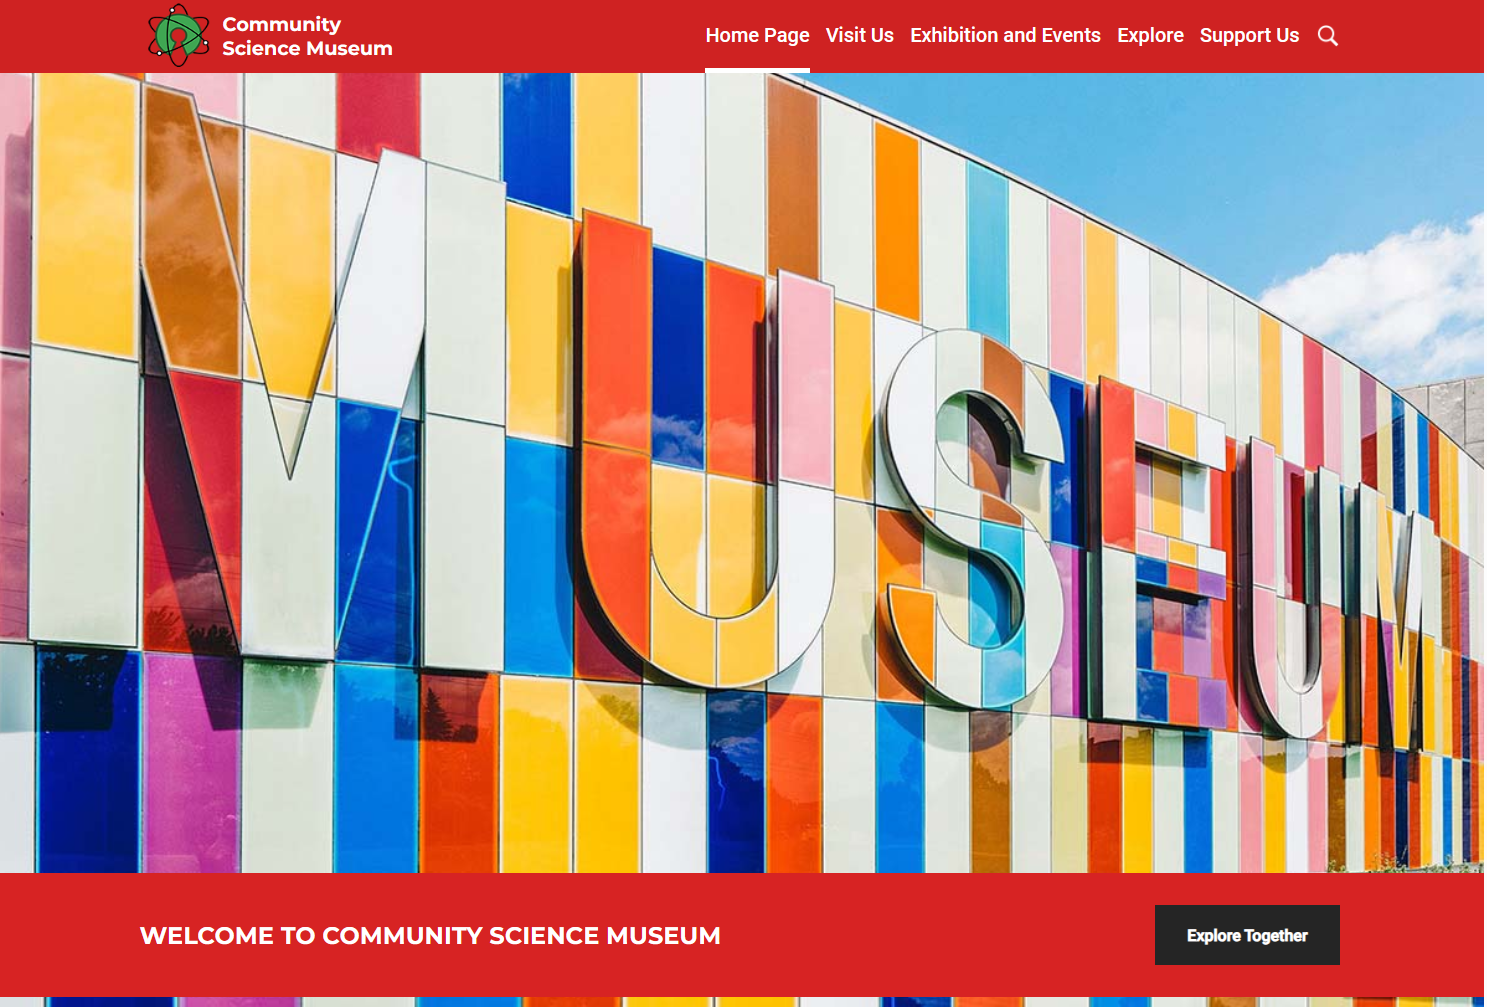 Community
Science Museum
Home Page Visit Us Exhibition and Events Explore Support Us
MUSEUM
WELCOME TO COMMUNITY SCIENCE MUSEUM
Explore Together